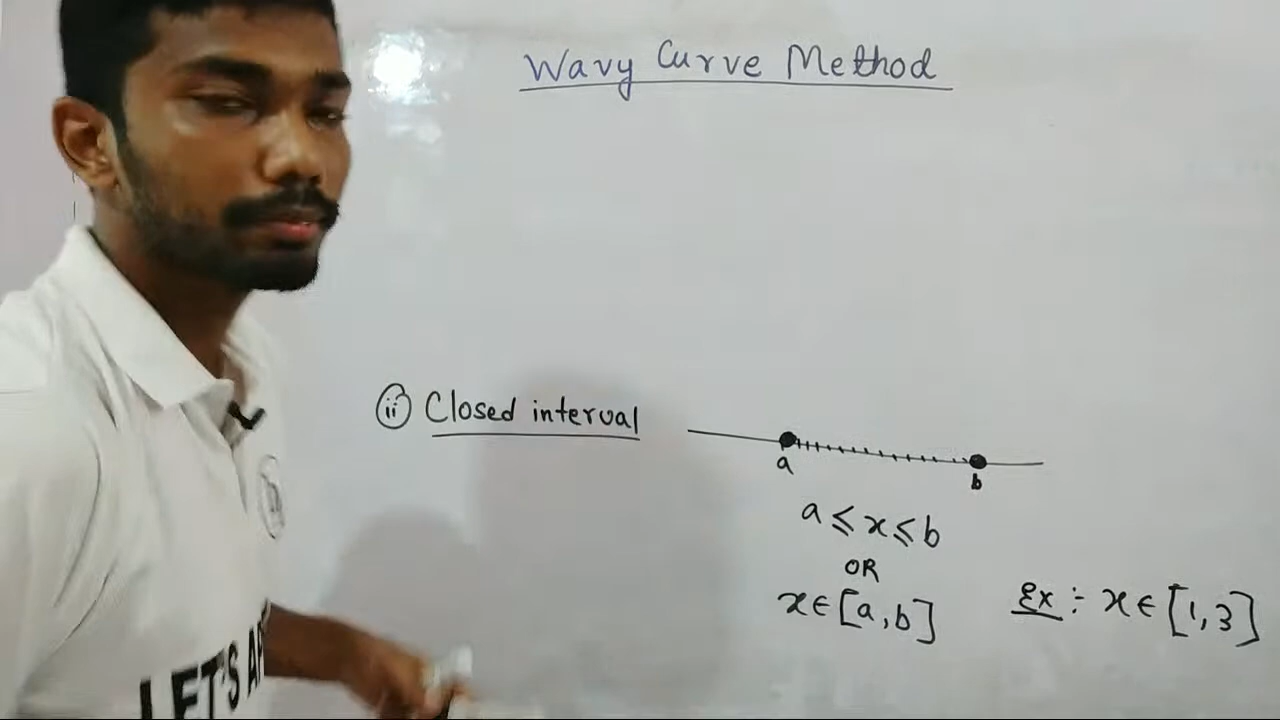 Wavy Curve Method
(ii) Closed interval
a b
a ⩽ x ⩽ b
OR
x ∈ [a, b]
Ex :- x ∈ [1, 3]
LET'S